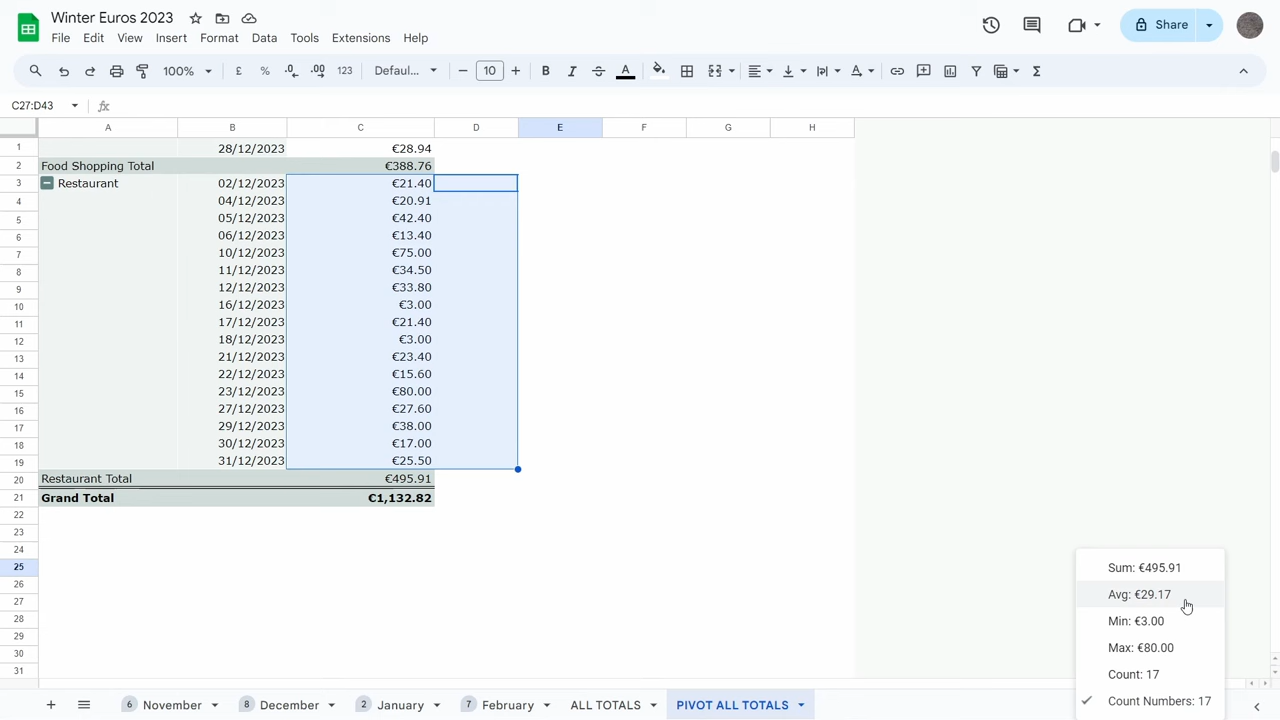 Winter Euros 2023
Share
File Edit View Insert Format Data Tools Extensions Help
100% £ % .0 .00 123 Defaul... 10 B I S A
C27:D43 fx
A B C D E F G H
1 28/12/2023 €28.94
2 Food Shopping Total €388.76
3 Restaurant 02/12/2023 €21.40
4 04/12/2023 €20.91
5 05/12/2023 €42.40
6 06/12/2023 €13.40
7 10/12/2023 €75.00
8 11/12/2023 €34.50
9 12/12/2023 €33.80
10 16/12/2023 €3.00
11 17/12/2023 €21.40
12 18/12/2023 €3.00
13 21/12/2023 €23.40
14 22/12/2023 €15.60
15 23/12/2023 €80.00
16 27/12/2023 €27.60
17 29/12/2023 €38.00
18 30/12/2023 €17.00
19 31/12/2023 €25.50
20 Restaurant Total €495.91
21 Grand Total €1,132.82
22
23
24
25
26
27
28
29
30
31
Sum: €495.91
Avg: €29.17
Min: €3.00
Max: €80.00
Count: 17
Count Numbers: 17
6 November 8 December 2 January 7 February ALL TOTALS PIVOT ALL TOTALS